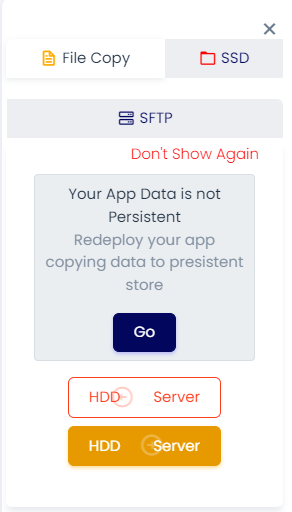 File Copy
SSD
SFTP
Don't Show Again
Your App Data is not
Persistent
Redeploy your app
copying data to presistent
store
Go
HDD Server
HDD Server